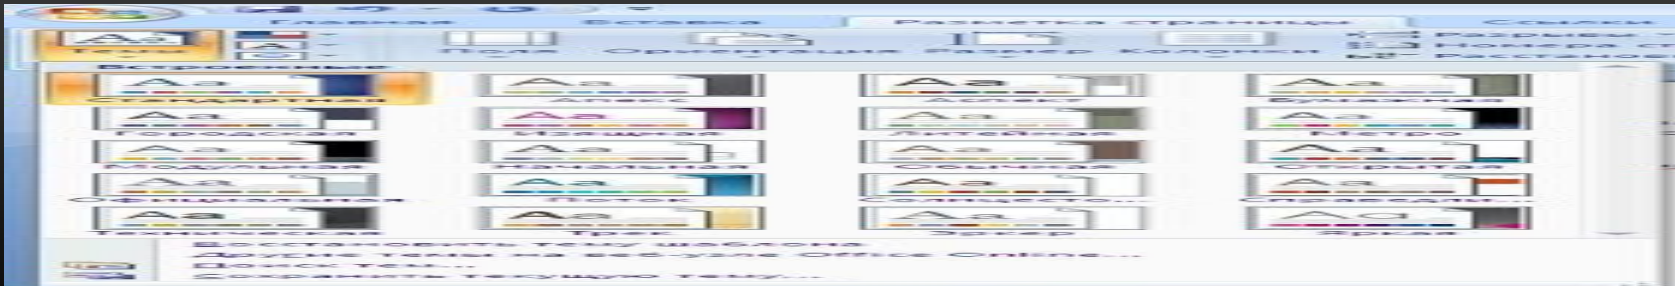 Главная Вставка Разметка страницы Ссылки
Темы Поля Ориентация Размер Колонки Разрывы
Номера
Встроенные
Стандартная Апекс Аспект Бумажная
Городская Изящная Литейная Метро
Модульная Начальная Обычная Открытая
Официальная Поток Солнцесто... Справедли...
Техническая Трек Эркер Яркая
Восстановить тему шаблона
Другие темы на веб-узле Office Online...
Поиск тем...
Сохранить текущую тему...